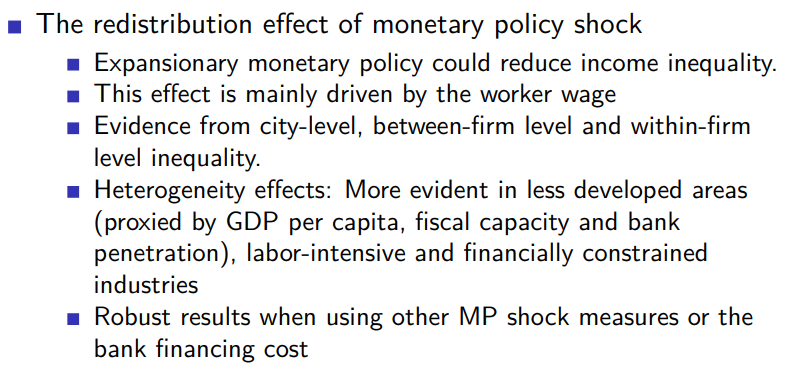 The redistribution effect of monetary policy shock
Expansionary monetary policy could reduce income inequality.
This effect is mainly driven by the worker wage
Evidence from city-level, between-firm level and within-firm
level inequality.
Heterogeneity effects: More evident in less developed areas
(proxied by GDP per capita, fiscal capacity and bank
penetration), labor-intensive and financially constrained
industries
Robust results when using other MP shock measures or the
bank financing cost